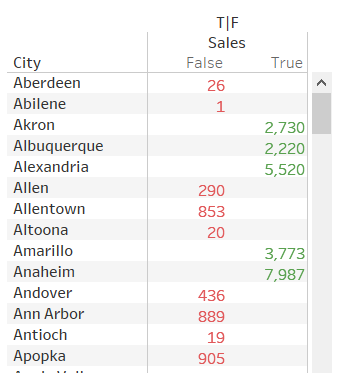 T|F
Sales
City False True
Aberdeen 26
Abilene 1
Akron 2,730
Albuquerque 2,220
Alexandria 5,520
Allen 290
Allentown 853
Altoona 20
Amarillo 3,773
Anaheim 7,987
Andover 436
Ann Arbor 889
Antioch 19
Apopka 905